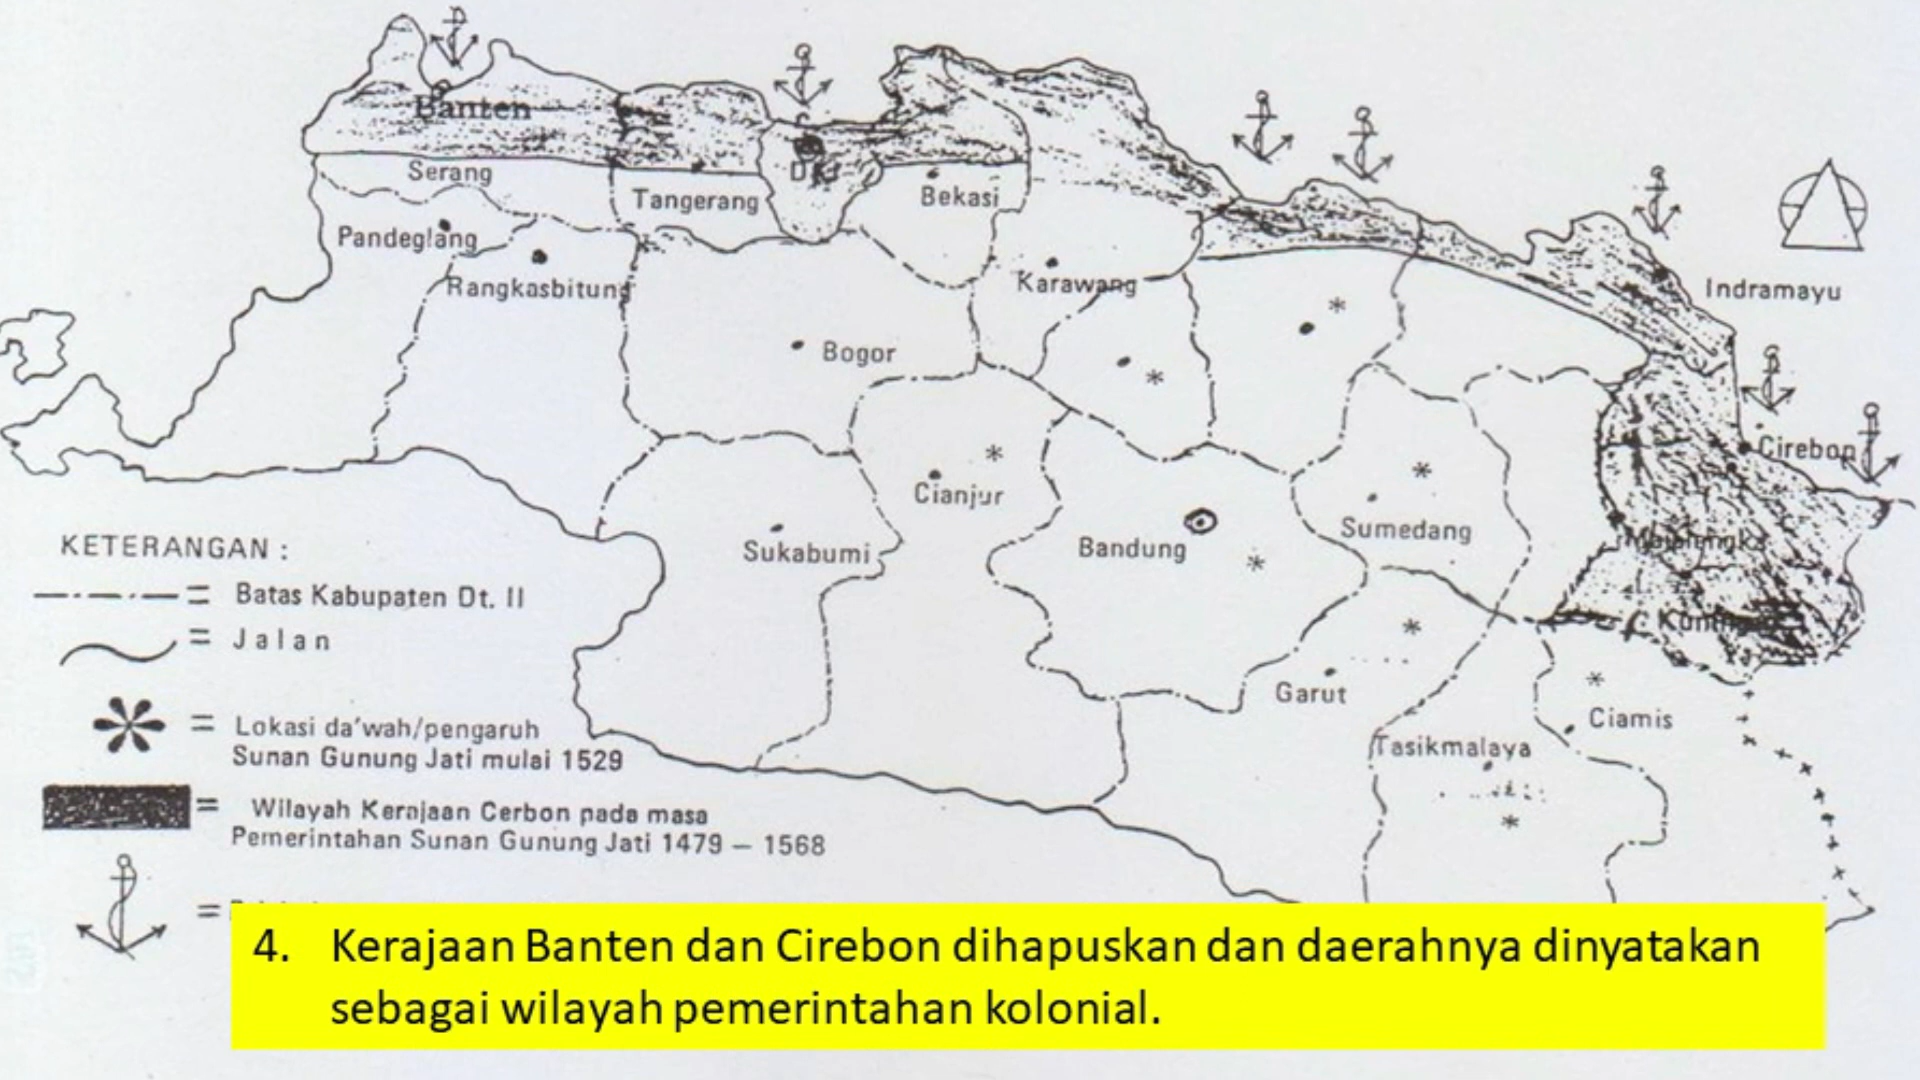 Banten
Serang
Tangerang
Bekasi
Pandeglang
Rangkasbitung
Karawang
Indramayu
Bogor
Cirebon
Cianjur
Sukabumi
Bandung
Sumedang
Garut
Ciamis
Tasikmalaya
KETERANGAN :
= Batas Kabupaten Dt. II
= Jalan
= Lokasi da'wah/pengaruh
Sunan Gunung Jati mulai 1529
= Wilayah Kerajaan Cerbon pada masa
Pemerintahan Sunan Gunung Jati 1479 – 1568
=
4. Kerajaan Banten dan Cirebon dihapuskan dan daerahnya dinyatakan
sebagai wilayah pemerintahan kolonial.